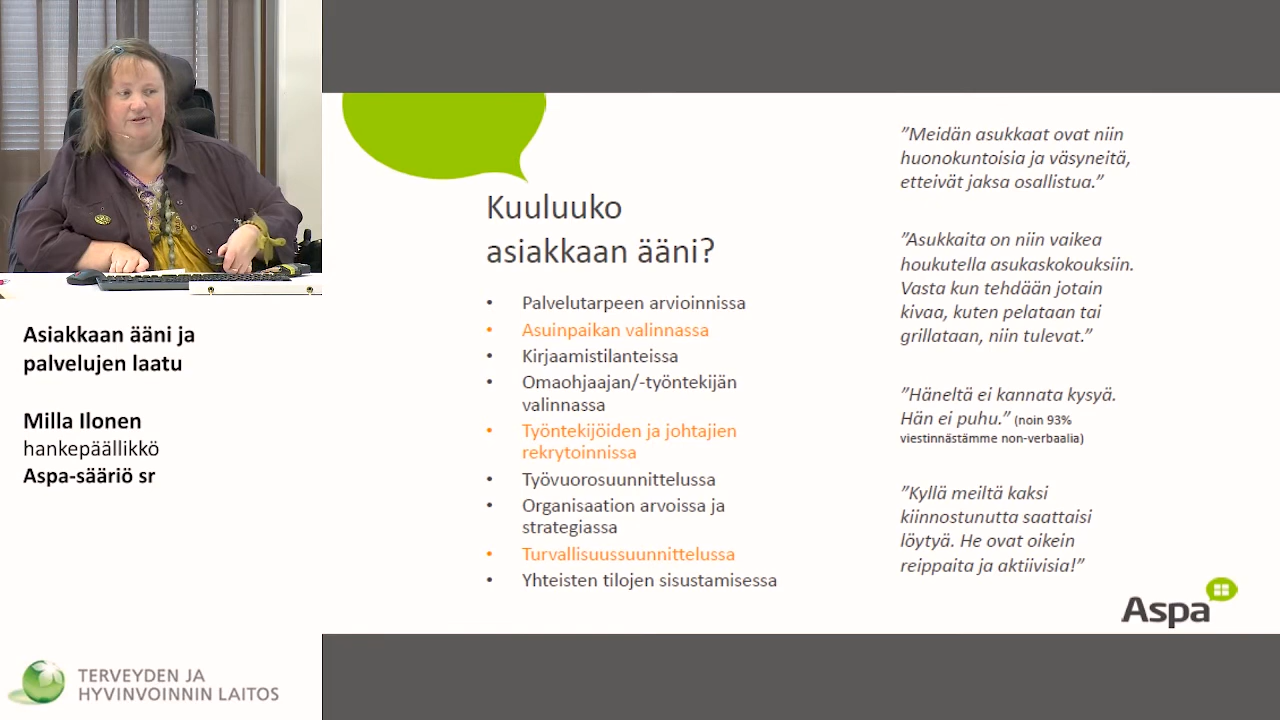 Asiakkaan ääni ja
palvelujen laatu
Milla Ilonen
hankepäällikkö
Aspa-sääriö sr
TERVEYDEN JA
HYVINVOINNIN LAITOS
Kuuluuko
asiakkaan ääni?
• Palvelutarpeen arvioinnissa
• Asuinpaikan valinnassa
• Kirjaamistilanteissa
• Omaohjaajan/-työntekijän
valinnassa
• Työntekijöiden ja johtajien
rekrytoinnissa
• Työvuorosuunnittelussa
• Organisaation arvoissa ja
strategiassa
• Turvallisuussuunnittelussa
• Yhteisten tilojen sisustamisessa
”Meidän asukkaat ovat niin
huonokuntoisia ja väsyneitä,
etteivät jaksa osallistua.”
”Asukkaita on niin vaikea
houkutella asukaskokouksiin.
Vasta kun tehdään jotain
kivaa, kuten pelataan tai
grillataan, niin tulevat.”
”Häneltä ei kannata kysyä.
Hän ei puhu.” (noin 93%
viestinnästämme non-verbaalia)
”Kyllä meiltä kaksi
kiinnostunutta saattaisi
löytyä. He ovat oikein
reippaita ja aktiivisia!”
Aspa